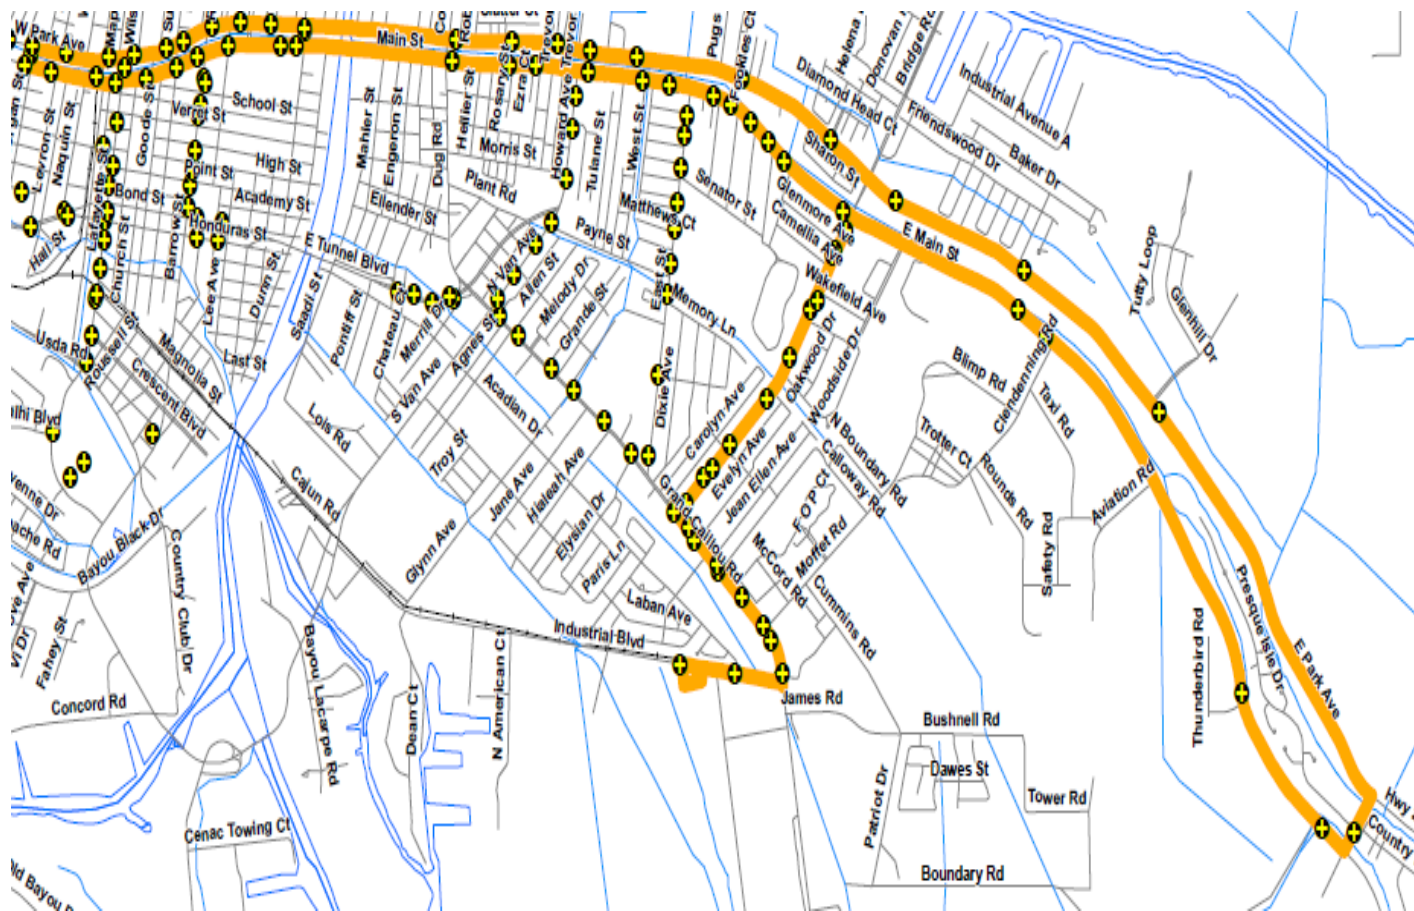 W Park Ave
Main St
School St
Verret St
Goode St
Lerron St
Naquin St
Lafayette St
Church St
Bond St
Barrow St
Point St
High St
Academy St
Honduras St
Lee Ave
Dunn St
Hall St
Usda Rd
Roussell St
Magnolia St
Crescent Blvd
Last St
Saadi St
E Tunnel Blvd
Mahler St
Engeron St
Dug Rd
Hellier St
Rosary St
Ezra Ct
Howard Ave
Trevor
Morris St
Plant Rd
Eilender St
Tulane St
West St
Matthews Ct
Payne St
East St
Senator St
Memory Ln
N Van Ave
Allen St
Melody Dr
Grande St
Pontiff St
Chateau Ct
Merrill Dr
Agnes St
S Van Ave
Acadian Dr
Troy St
Lois Rd
Cajun Rd
Jane Ave
Hialeah Ave
Glynn Ave
Elysian Dr
Paris Ln
Laban Ave
Industrial Blvd
Dixie Ave
Carolyn Ave
Evelyn Ave
Jean Ellen Ave
Grand Caillou Rd
Oakwood Dr
Woodside Dr
Wakefield Ave
Camellia Ave
Glenmore Ave
Sharon St
Diamond Head Ct
Helena
Donovan
Bridge Rd
Friendswood Dr
Industrial Avenue A
Baker Dr
E Main St
Tutty Loop
Glenhill Dr
Blimp Rd
Clendenning Rd
Taxi Rd
Trotter Ct
Rounds Rd
Safety Rd
Aviation Rd
N Boundary Rd
Calloway Rd
F O P Ct
Moffet Rd
McCord Rd
Cummins Rd
James Rd
Bushnell Rd
Dawes St
Patriot Dr
Tower Rd
Boundary Rd
Thunderbird Rd
Presque Isle Dr
E Park Ave
Hwy
Country
Bayou Black Dr
Country Club Dr
Fahey St
Vi Dr
Concord Rd
Bayou Lacarpe Rd
Dean Ct
N American Ct
Cenac Towing Ct